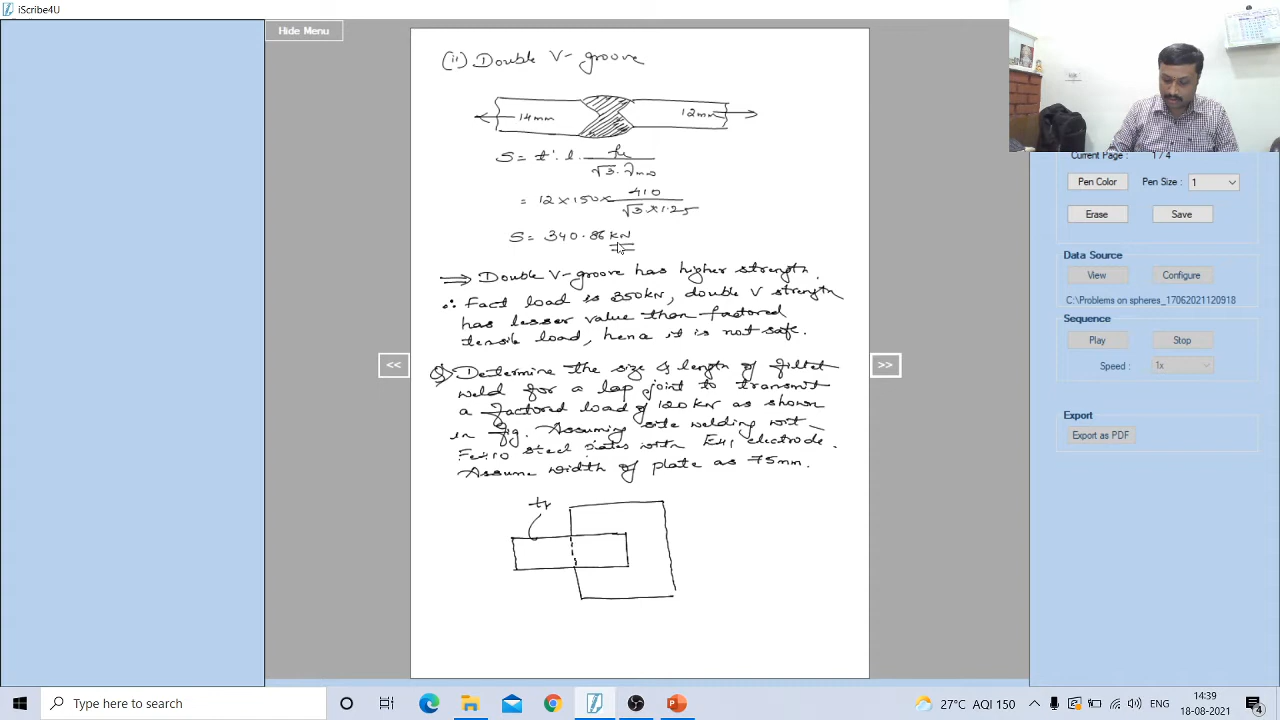 iScribe4U
Hide Menu
(ii) Double V-groove
14mm
12mm
S = t'. l. fu
√3. γmw
= 12 × 150 × 410
√3 × 1.25
S = 340.86 kN
⇒ Double V-groove has higher strength.
∴ Fact load is 350kN, double V strength
has lesser value than factored
tensile load, hence it is not safe.
Q) Determine the size & length of fillet
weld for a lap joint to transmit
a factored load of 120kN as shown
in fig. Assuming site welding wit
Fe410 steel plates with E41 electrode.
Assume width of plate as 75mm.
<<
>>
Current Page : 1 / 4
Pen Color
Pen Size : 1
Erase
Save
Data Source
View
Configure
C:\Problems on spheres_17062021120918
Sequence
Play
Stop
Speed : 1x
Export
Export as PDF
Type here to search
27°C AQI 150
14:39
18-08-2021
4